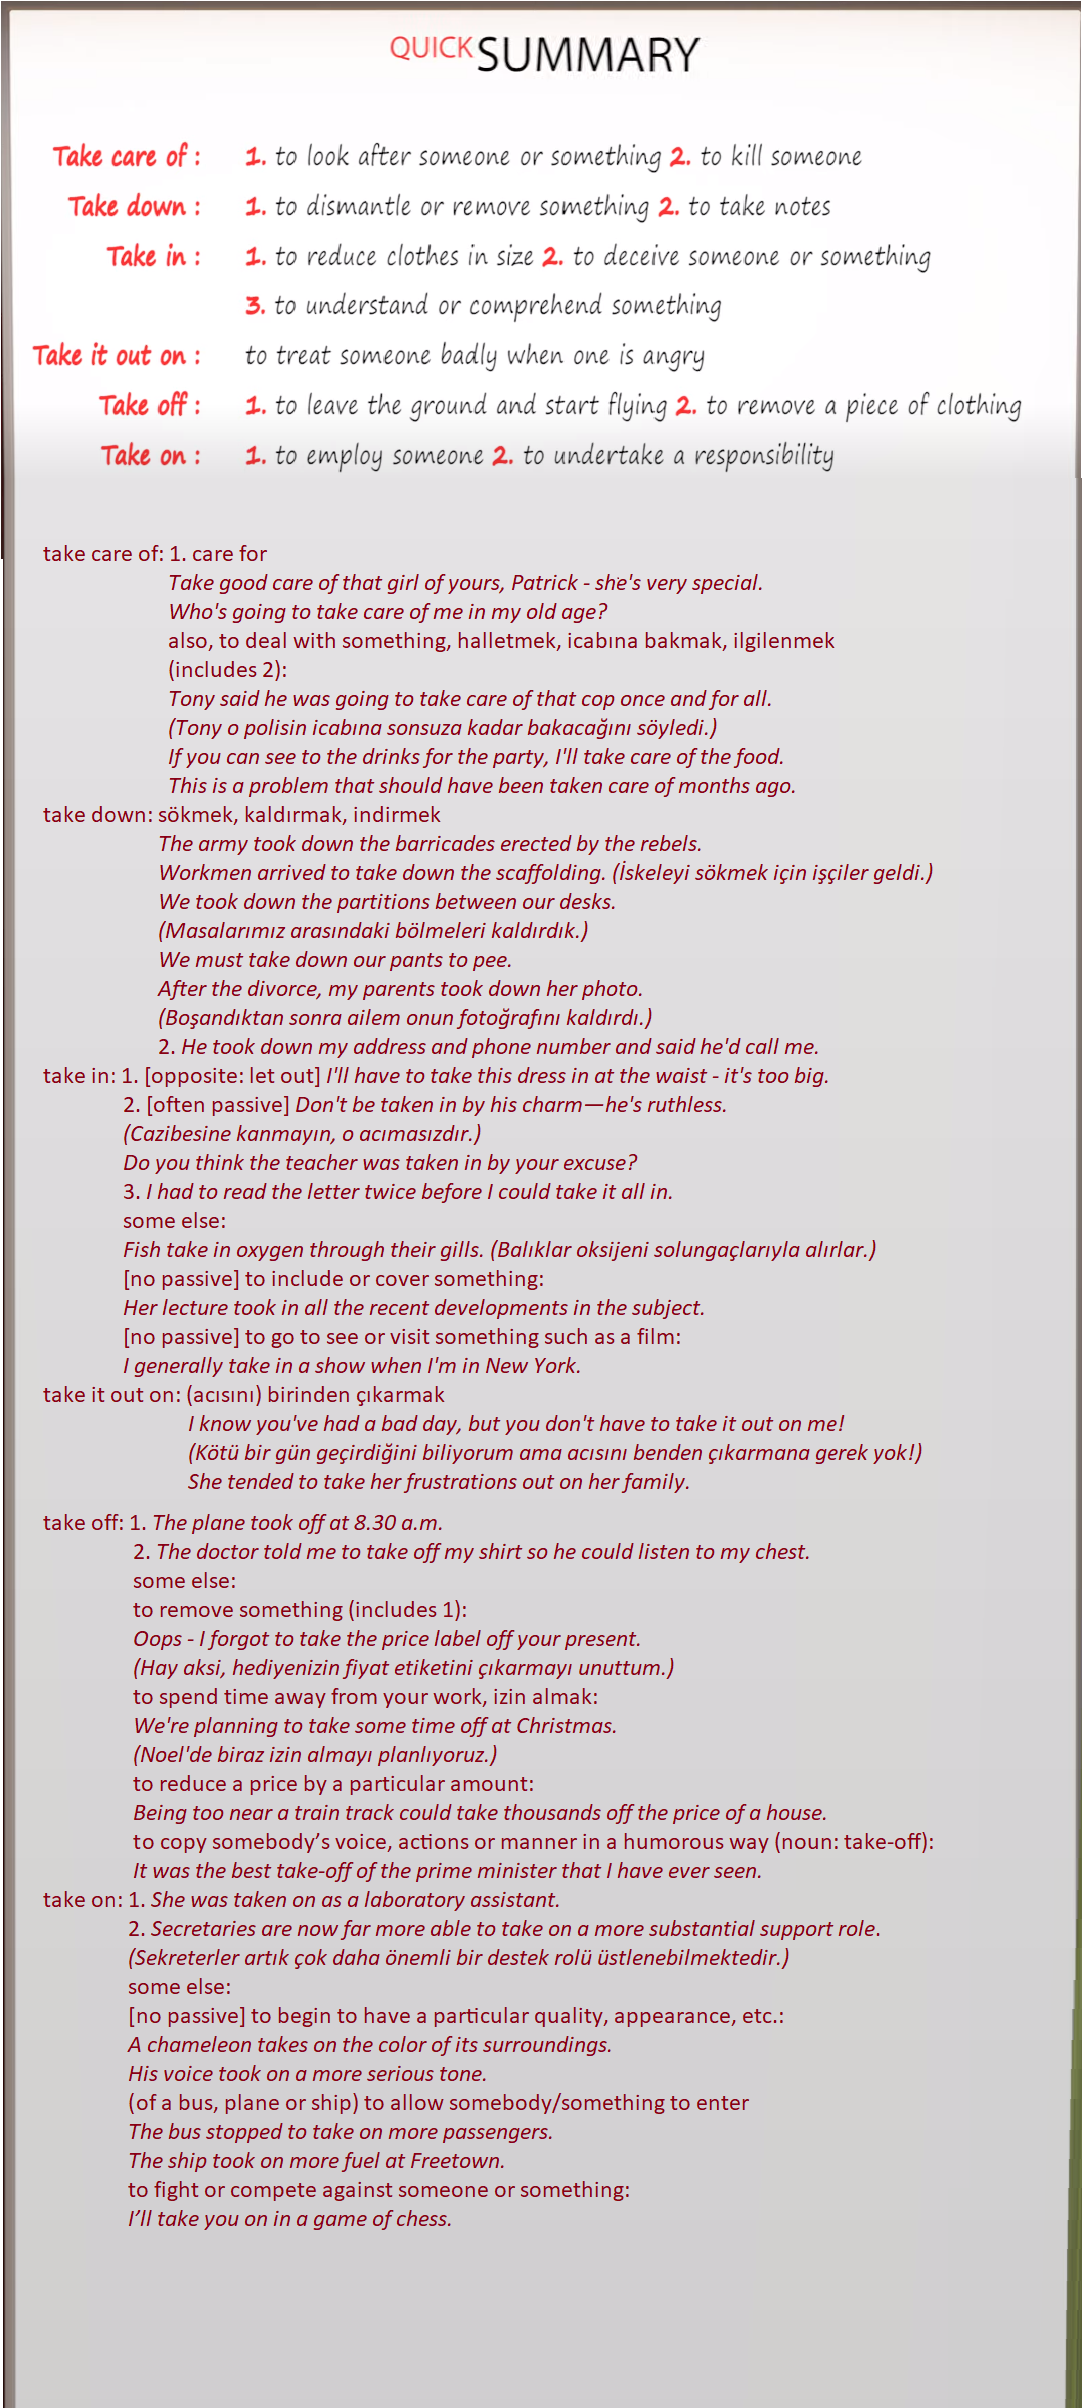 QUICK SUMMARY
Take care of : 1. to look after someone or something 2. to kill someone
Take down : 1. to dismantle or remove something 2. to take notes
Take in : 1. to reduce clothes in size 2. to deceive someone or something
3. to understand or comprehend something
Take it out on : to treat someone badly when one is angry
Take off : 1. to leave the ground and start flying 2. to remove a piece of clothing
Take on : 1. to employ someone 2. to undertake a responsibility
take care of: 1. care for
Take good care of that girl of yours, Patrick - she's very special.
Who's going to take care of me in my old age?
also, to deal with something, halletmek, icabına bakmak, ilgilenmek
(includes 2):
Tony said he was going to take care of that cop once and for all.
(Tony o polisin icabına sonsuza kadar bakacağını söyledi.)
If you can see to the drinks for the party, I'll take care of the food.
This is a problem that should have been taken care of months ago.
take down: sökmek, kaldırmak, indirmek
The army took down the barricades erected by the rebels.
Workmen arrived to take down the scaffolding. (İskeleyi sökmek için işçiler geldi.)
We took down the partitions between our desks.
(Masalarımız arasındaki bölmeleri kaldırdık.)
We must take down our pants to pee.
After the divorce, my parents took down her photo.
(Boşandıktan sonra ailem onun fotoğrafını kaldırdı.)
2. He took down my address and phone number and said he'd call me.
take in: 1. [opposite: let out] I'll have to take this dress in at the waist - it's too big.
2. [often passive] Don't be taken in by his charm—he's ruthless.
(Cazibesine kanmayın, o acımasızdır.)
Do you think the teacher was taken in by your excuse?
3. I had to read the letter twice before I could take it all in.
some else:
Fish take in oxygen through their gills. (Balıklar oksijeni solungaçlarıyla alırlar.)
[no passive] to include or cover something:
Her lecture took in all the recent developments in the subject.
[no passive] to go to see or visit something such as a film:
I generally take in a show when I'm in New York.
take it out on: (acısını) birinden çıkarmak
I know you've had a bad day, but you don't have to take it out on me!
(Kötü bir gün geçirdiğini biliyorum ama acısını benden çıkarmana gerek yok!)
She tended to take her frustrations out on her family.
take off: 1. The plane took off at 8.30 a.m.
2. The doctor told me to take off my shirt so he could listen to my chest.
some else:
to remove something (includes 1):
Oops - I forgot to take the price label off your present.
(Hay aksi, hediyenizin fiyat etiketini çıkarmayı unuttum.)
to spend time away from your work, izin almak:
We're planning to take some time off at Christmas.
(Noel'de biraz izin almayı planlıyoruz.)
to reduce a price by a particular amount:
Being too near a train track could take thousands off the price of a house.
to copy somebody’s voice, actions or manner in a humorous way (noun: take-off):
It was the best take-off of the prime minister that I have ever seen.
take on: 1. She was taken on as a laboratory assistant.
2. Secretaries are now far more able to take on a more substantial support role.
(Sekreterler artık çok daha önemli bir destek rolü üstlenebilmektedir.)
some else:
[no passive] to begin to have a particular quality, appearance, etc.:
A chameleon takes on the color of its surroundings.
His voice took on a more serious tone.
(of a bus, plane or ship) to allow somebody/something to enter
The bus stopped to take on more passengers.
The ship took on more fuel at Freetown.
to fight or compete against someone or something:
I’ll take you on in a game of chess.